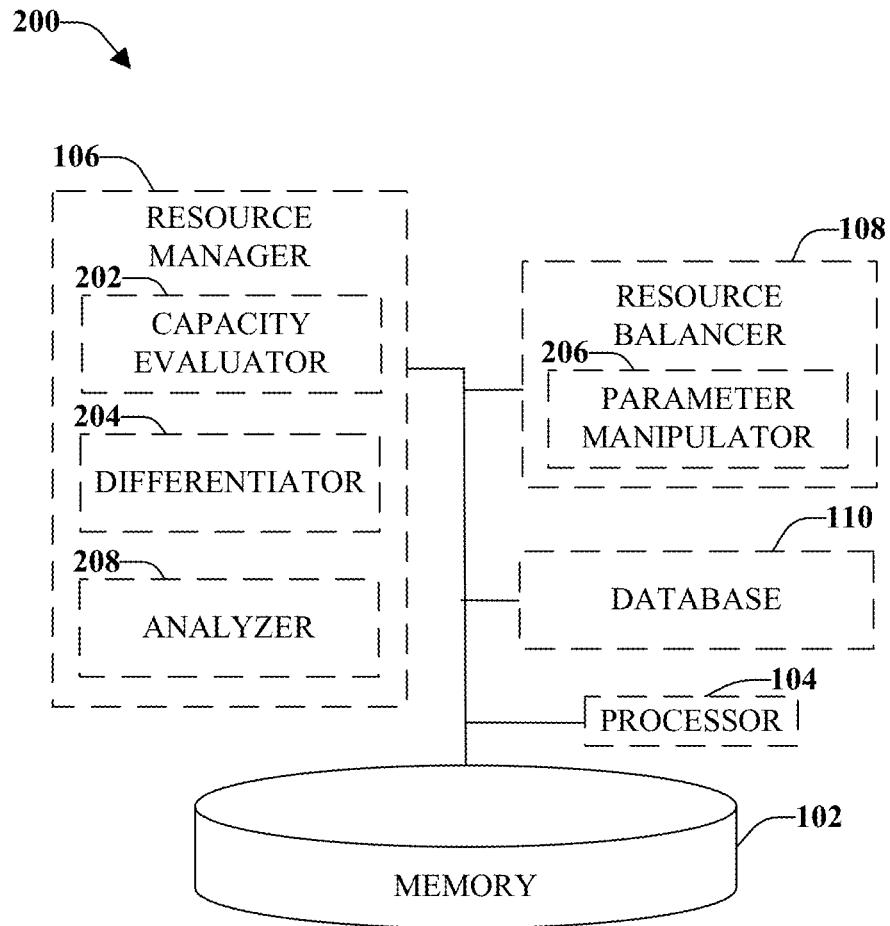 200
106
RESOURCE
MANAGER
202
CAPACITY
EVALUATOR
204
DIFFERENTIATOR
208
ANALYZER
108
RESOURCE
BALANCER
206
PARAMETER
MANIPULATOR
110
DATABASE
104
PROCESSOR
102
MEMORY